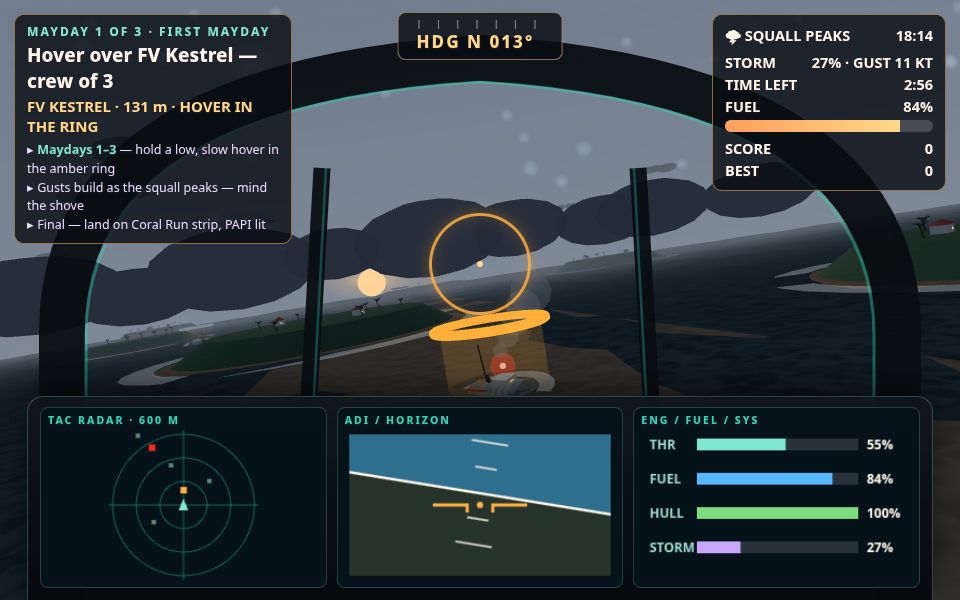 MAYDAY 1 OF 3 · FIRST MAYDAY
Hover over FV Kestrel —
crew of 3
FV KESTREL · 131 m · HOVER IN
THE RING
▸ Maydays 1–3 — hold a low, slow hover in
the amber ring
▸ Gusts build as the squall peaks — mind
the shove
▸ Final — land on Coral Run strip, PAPI lit
HDG N 013°
🌩 SQUALL PEAKS 18:14
STORM 27% · GUST 11 KT
TIME LEFT 2:56
FUEL 84%
SCORE 0
BEST 0
TAC RADAR · 600 M
ADI / HORIZON
ENG / FUEL / SYS
THR 55%
FUEL 84%
HULL 100%
STORM 27%